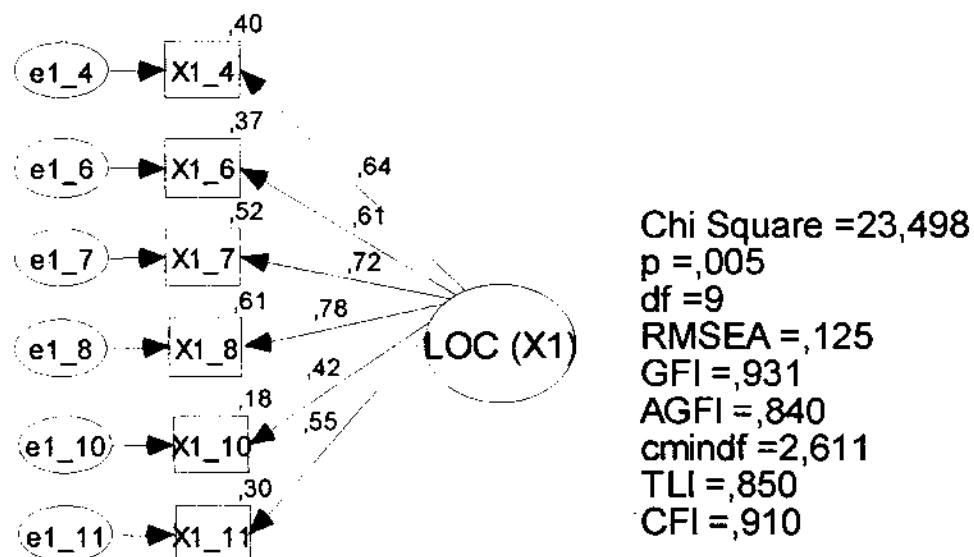 ,40
e1_4 X1_4
,37
e1_6 X1_6
,64
,61
,52
e1_7 X1_7
,72
,61
e1_8 X1_8
,78
LOC (X1)
,42
,18
e1_10 X1_10
,55
,30
e1_11 X1_11
Chi Square =23,498
p =,005
df =9
RMSEA =,125
GFI =,931
AGFI =,840
cmindf =2,611
TLI =,850
CFI =,910